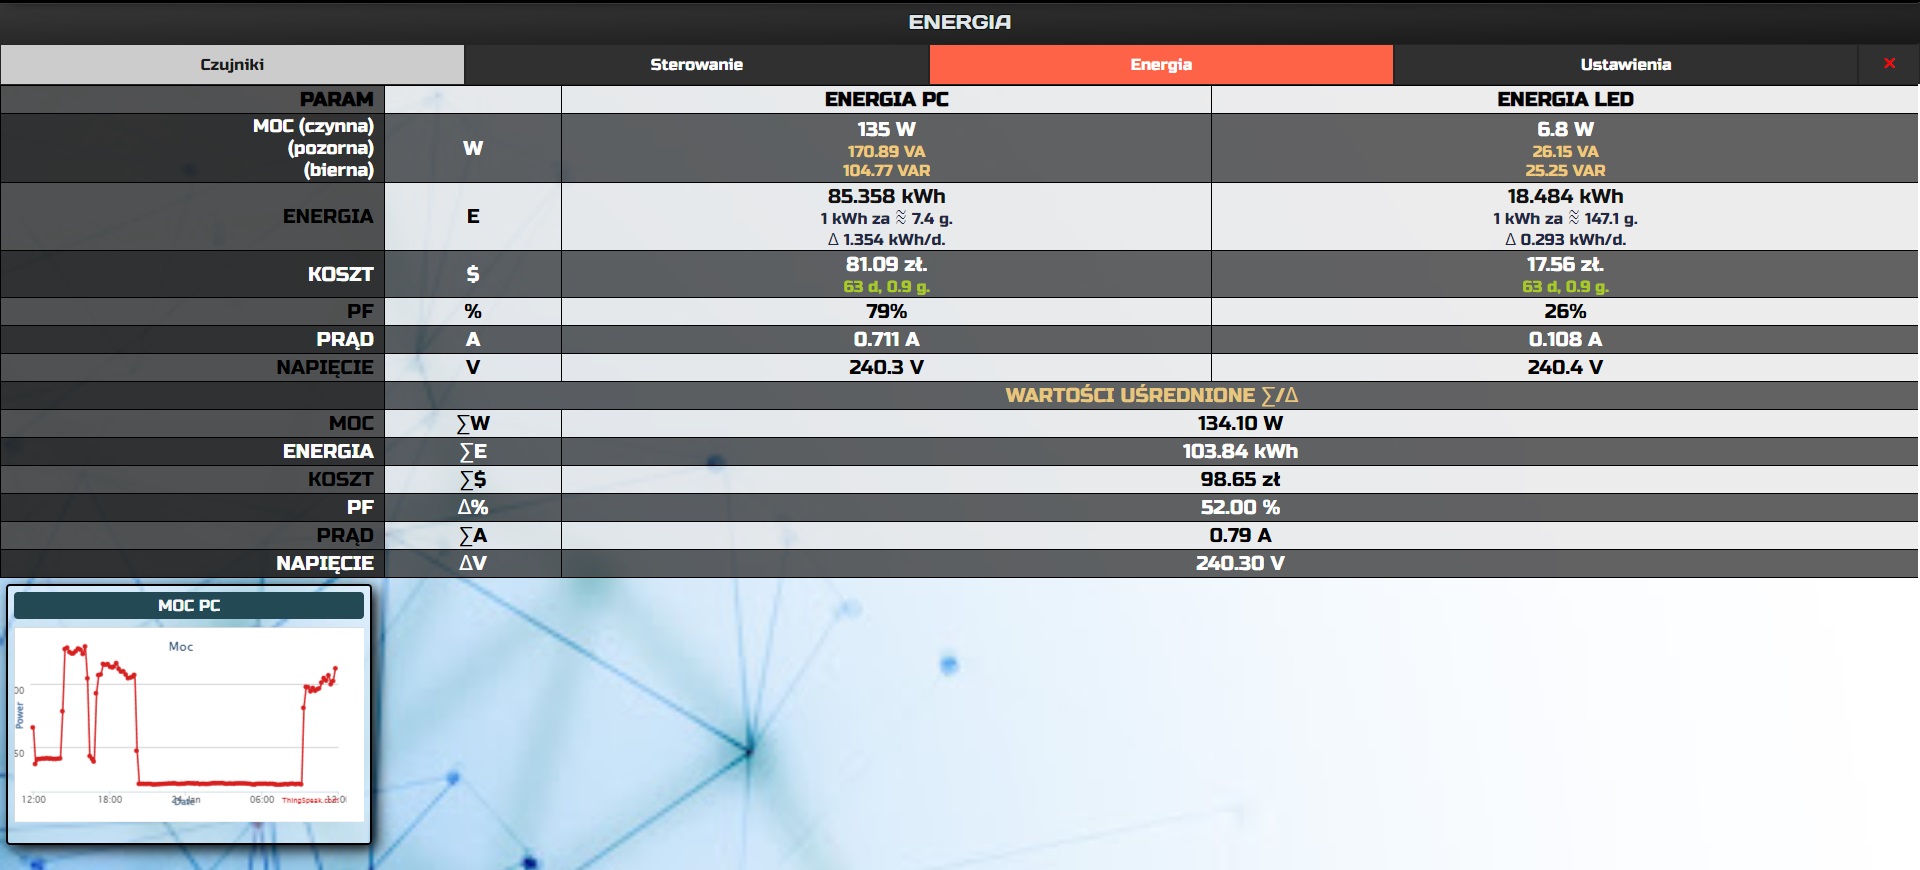 ENERGIA
Czujniki Sterowanie Energia Ustawienia ×
PARAM ENERGIA PC ENERGIA LED
MOC (czynna)
(pozorna)
(bierna)
W
135 W
170.89 VA
104.77 VAR
6.8 W
26.15 VA
25.25 VAR
ENERGIA E
85.358 kWh
1 kWh za ≈ 7.4 g.
Δ 1.354 kWh/d.
18.484 kWh
1 kWh za ≈ 147.1 g.
Δ 0.293 kWh/d.
KOSZT $
81.09 zł.
63 d, 0.9 g.
17.56 zł.
63 d, 0.9 g.
PF % 79% 26%
PRĄD A 0.711 A 0.108 A
NAPIĘCIE V 240.3 V 240.4 V
WARTOŚCI UŚREDNIONE ∑/Δ
MOC ∑W 134.10 W
ENERGIA ∑E 103.84 kWh
KOSZT ∑$ 98.65 zł
PF Δ% 52.00 %
PRĄD ∑A 0.79 A
NAPIĘCIE ΔV 240.30 V
MOC PC
Moc
Power
12:00 18:00 24 Jan 06:00
Date
ThingSpeak.com